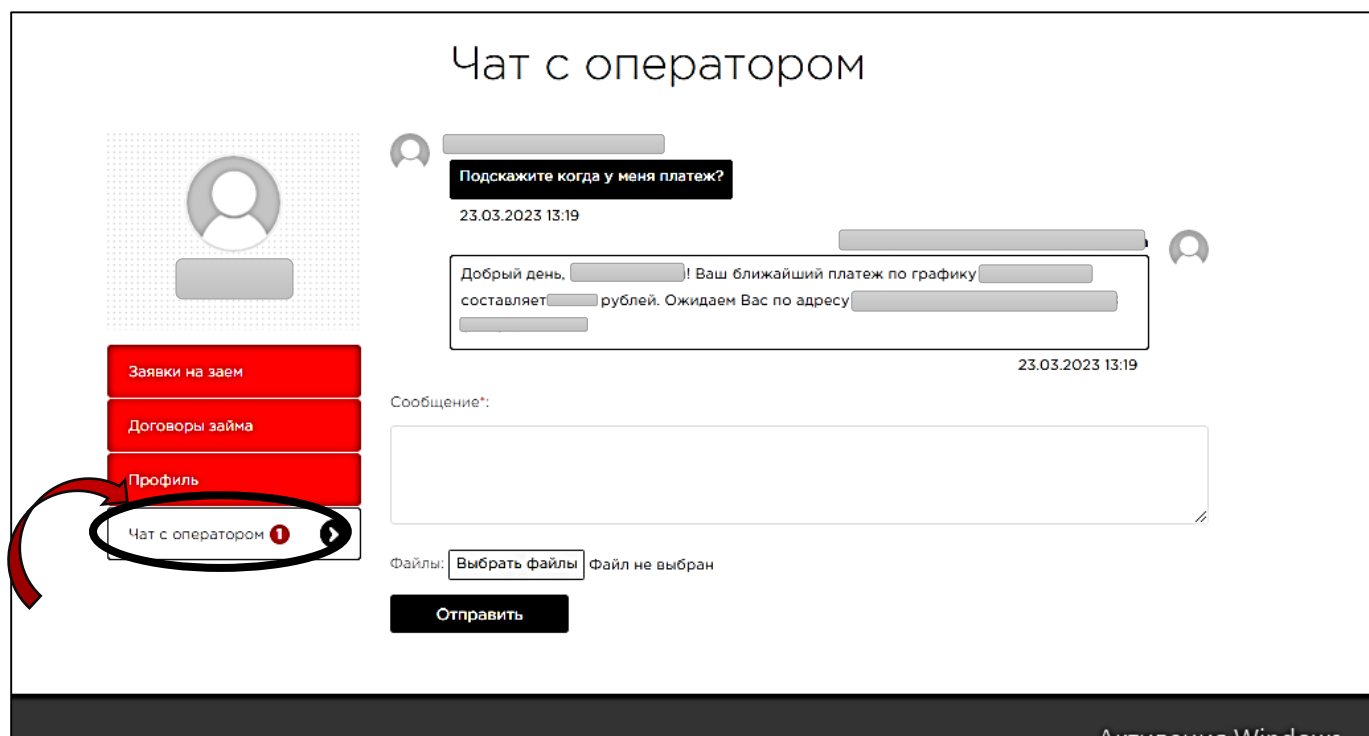 Чат с оператором
Подскажите когда у меня платеж?
23.03.2023 13:19
Добрый день, ! Ваш ближайший платеж по графику
составляет рублей. Ожидаем Вас по адресу
23.03.2023 13:19
Заявки на заем
Договоры займа
Профиль
Чат с оператором 1
Сообщение*:
Файлы: Выбрать файлы Файл не выбран
Отправить